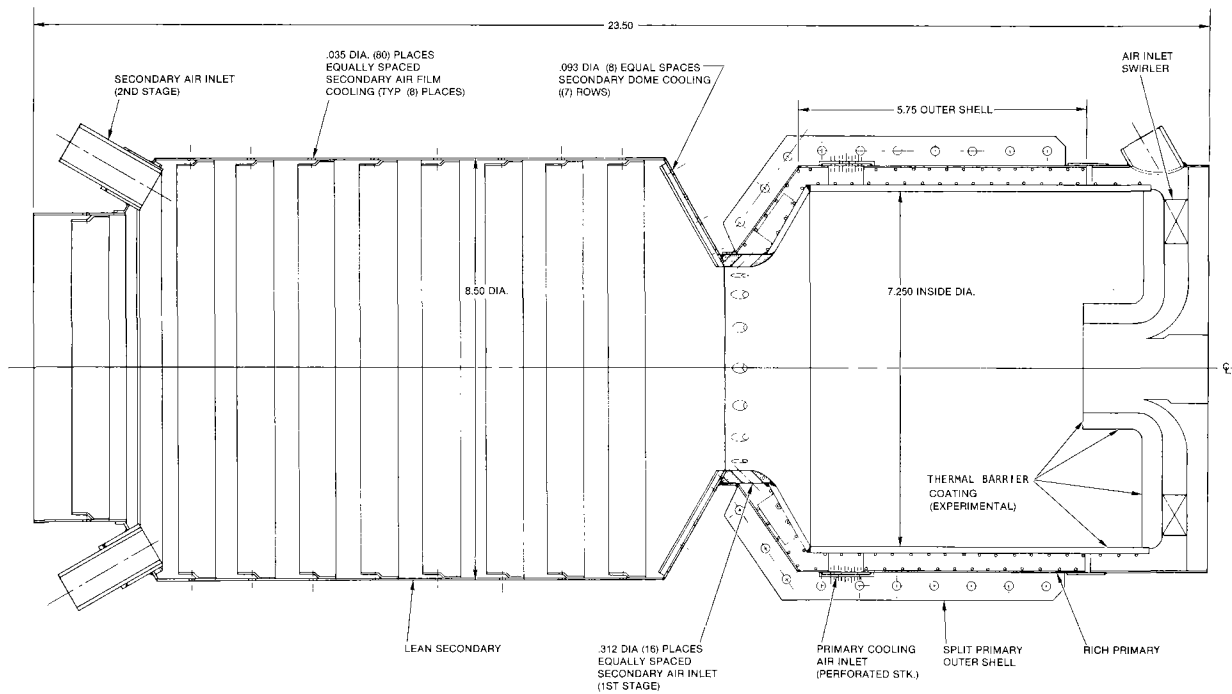 23.50
.035 DIA. (80) PLACES
EQUALLY SPACED
SECONDARY AIR FILM
COOLING (TYP (8) PLACES)
SECONDARY AIR INLET
(2ND STAGE)
.093 DIA (8) EQUAL SPACES
SECONDARY DOME COOLING
((7) ROWS)
AIR INLET
SWIRLER
5.75 OUTER SHELL
8.50 DIA.
7.250 INSIDE DIA.
THERMAL BARRIER
COATING
(EXPERIMENTAL)
LEAN SECONDARY
.312 DIA (16) PLACES
EQUALLY SPACED
SECONDARY AIR INLET
(1ST STAGE)
PRIMARY COOLING
AIR INLET
(PERFORATED STK.)
SPLIT PRIMARY
OUTER SHELL
RICH PRIMARY